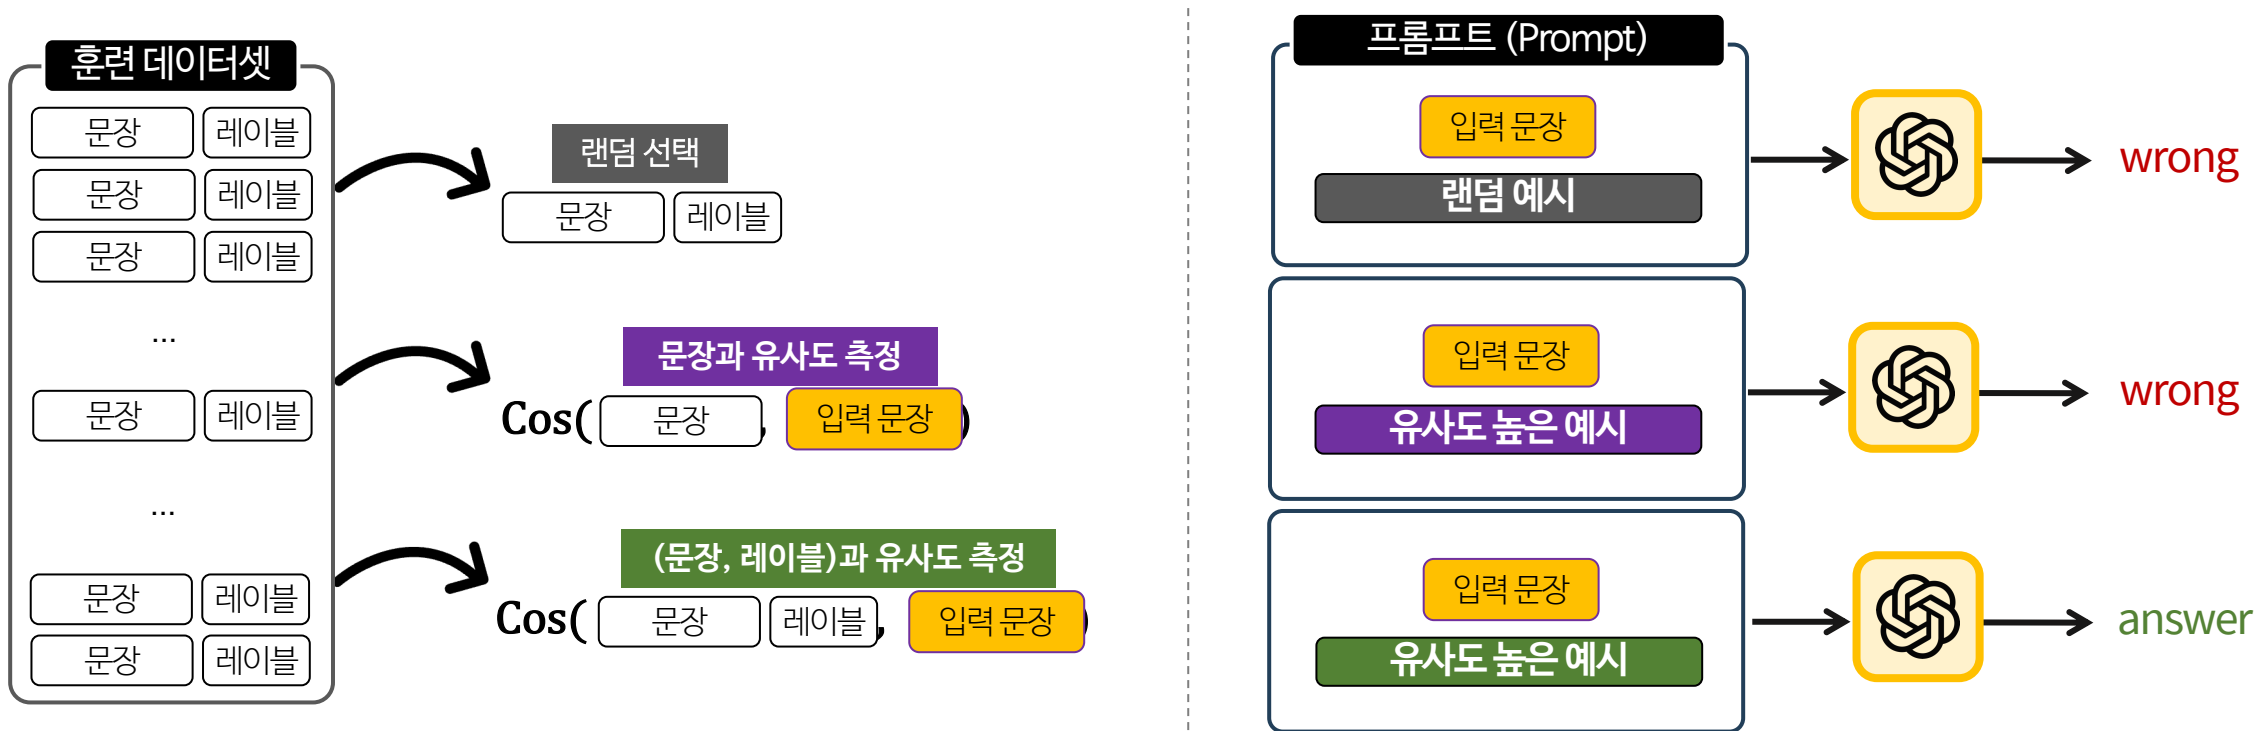 훈련 데이터셋
문장 레이블
문장 레이블
문장 레이블
...
문장 레이블
...
문장 레이블
문장 레이블
랜덤 선택
문장 레이블
문장과 유사도 측정
Cos( 문장 , 입력 문장 )
(문장, 레이블)과 유사도 측정
Cos( 문장 레이블 , 입력 문장 )
프롬프트 (Prompt)
입력 문장
랜덤 예시
wrong
입력 문장
유사도 높은 예시
wrong
입력 문장
유사도 높은 예시
answer